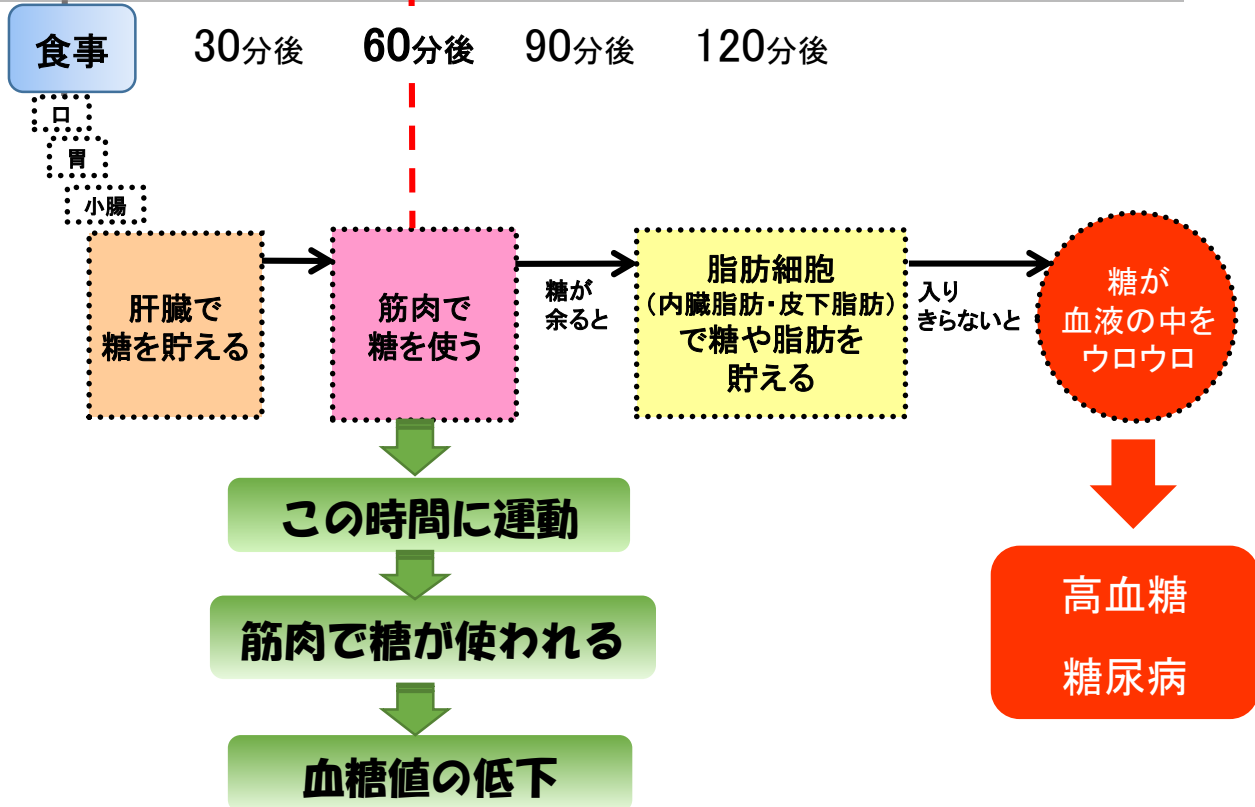 食事
30分後
60分後
90分後
120分後
口
胃
小腸
肝臓で
糖を貯える
筋肉で
糖を使う
糖が
余ると
脂肪細胞
（内臓脂肪・皮下脂肪）
で糖や脂肪を
貯える
入り
きらないと
糖が
血液の中を
ウロウロ
この時間に運動
筋肉で糖が使われる
血糖値の低下
高血糖
糖尿病